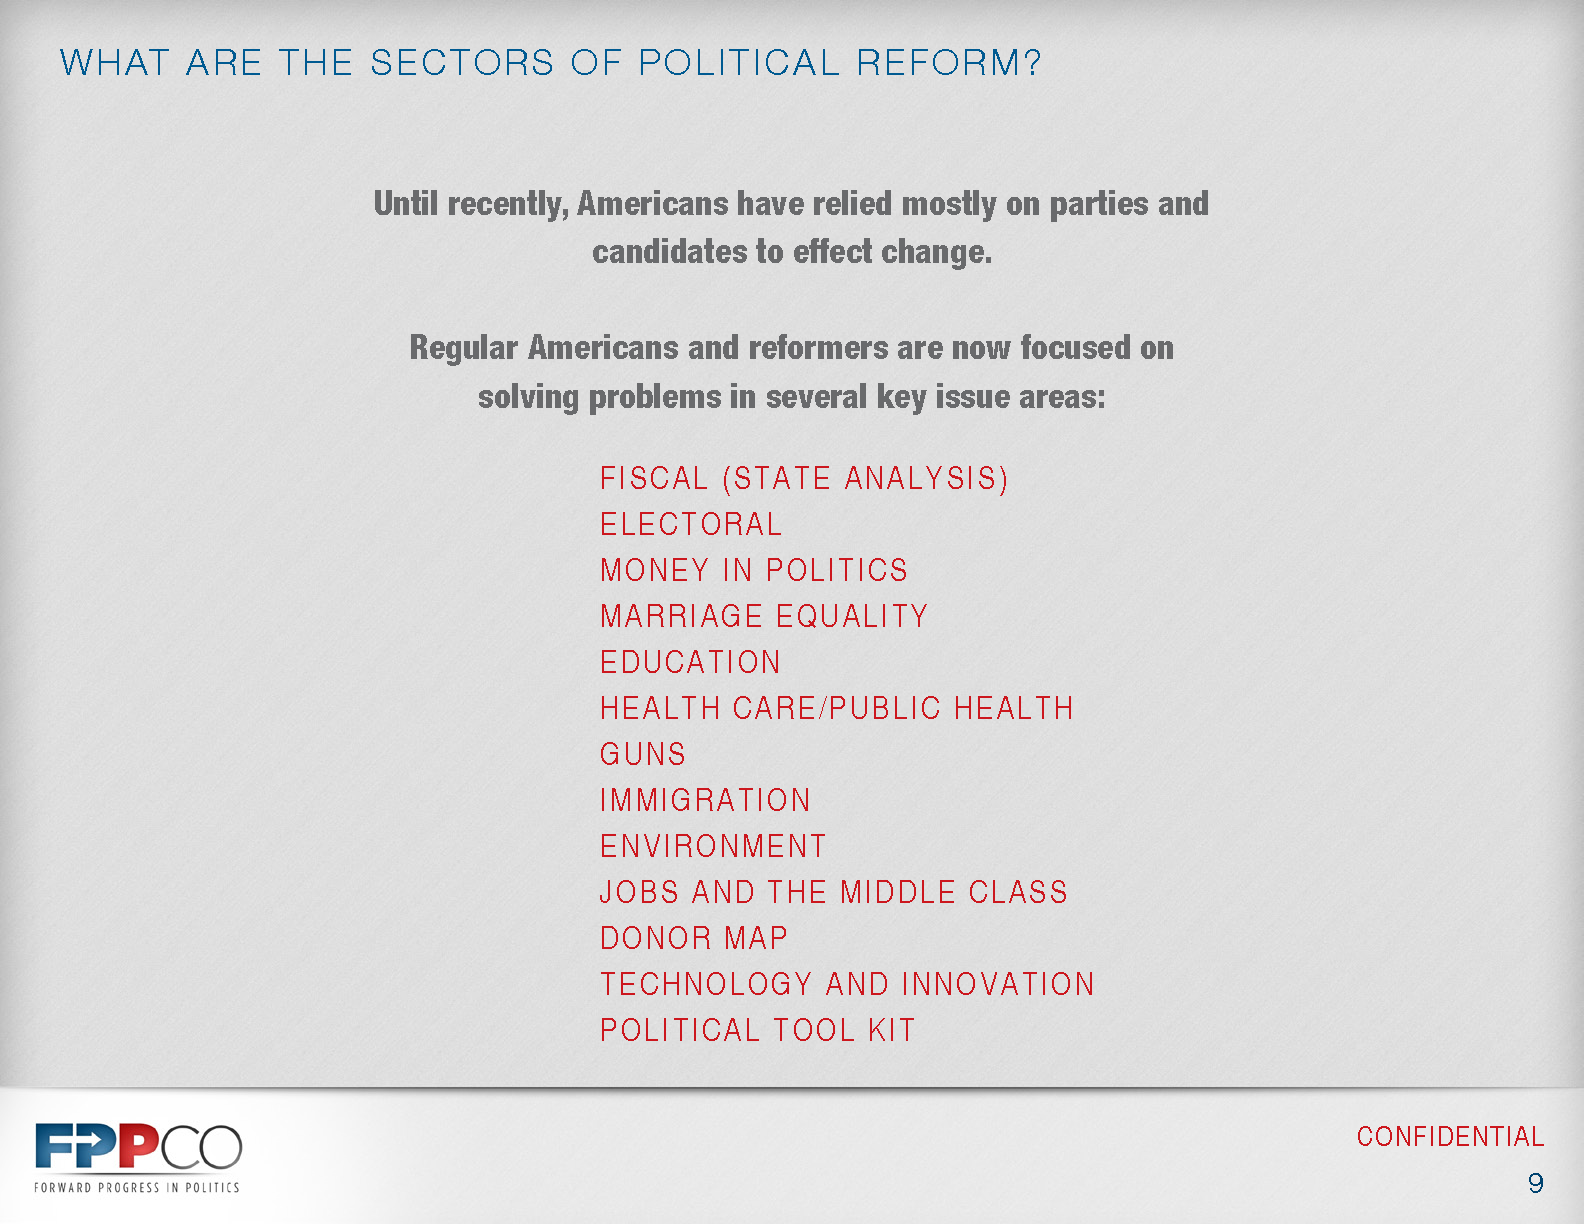 WHAT ARE THE SECTORS OF POLITICAL REFORM?
Until recently, Americans have relied mostly on parties and
candidates to effect change.
Regular Americans and reformers are now focused on
solving problems in several key issue areas:
FISCAL (STATE ANALYSIS)
ELECTORAL
MONEY IN POLITICS
MARRIAGE EQUALITY
EDUCATION
HEALTH CARE/PUBLIC HEALTH
GUNS
IMMIGRATION
ENVIRONMENT
JOBS AND THE MIDDLE CLASS
DONOR MAP
TECHNOLOGY AND INNOVATION
POLITICAL TOOL KIT
FPPCO
FORWARD PROGRESS IN POLITICS
CONFIDENTIAL
9